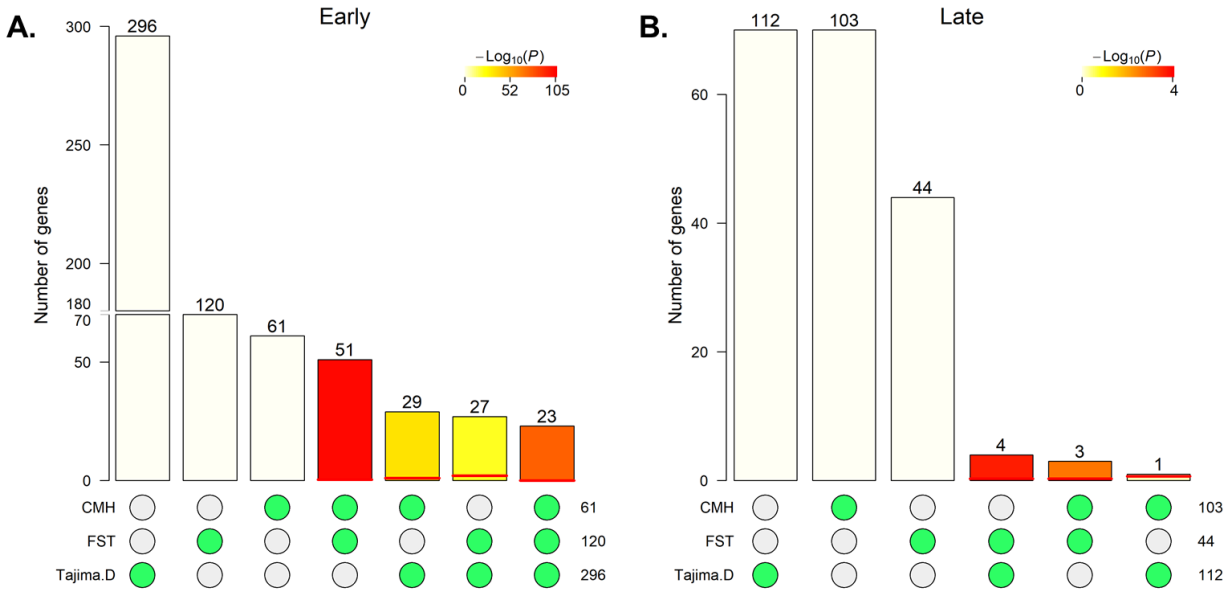 A.
Early
−Log10(P)
0 52 105
Number of genes
300
250
200
180
70
50
0
296
120
61
51
29
27
23
CMH 61
FST 120
Tajima.D 296
B.
Late
−Log10(P)
0 4
Number of genes
60
40
20
0
112
103
44
4
3
1
CMH 103
FST 44
Tajima.D 112